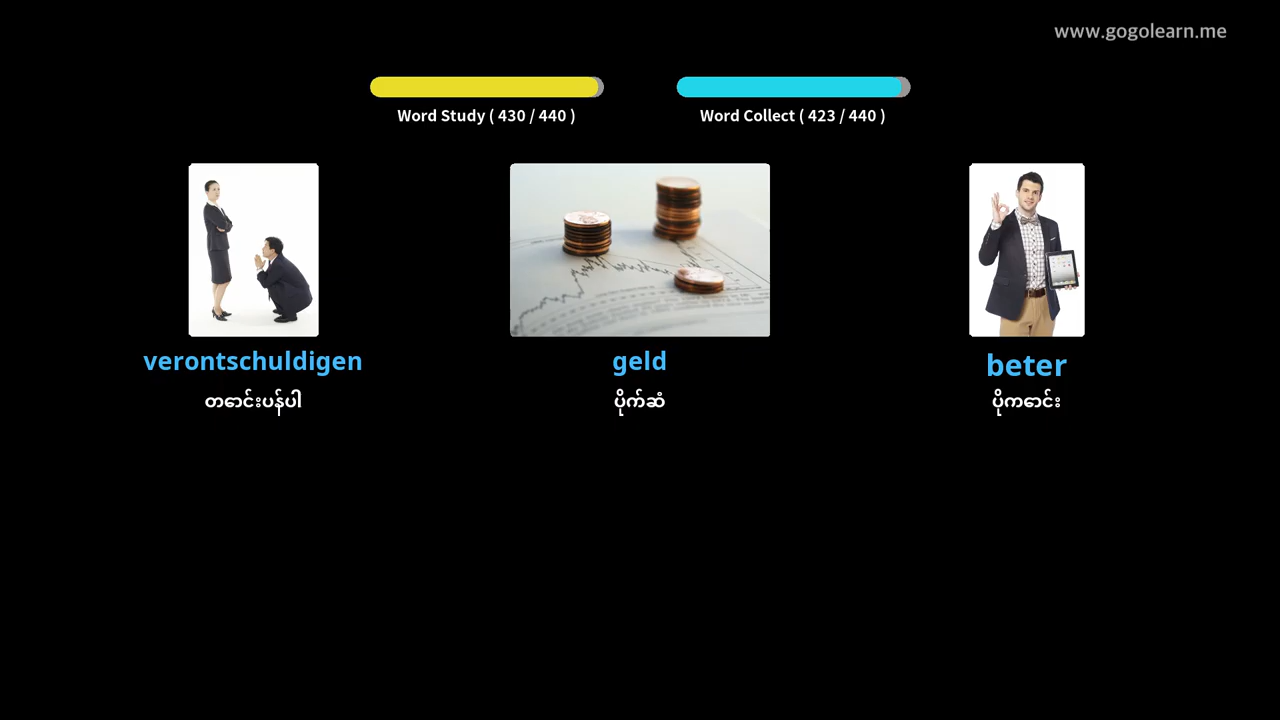 www.gogolearn.me
Word Study ( 430 / 440 )
Word Collect ( 423 / 440 )
verontschuldigen
geld
beter
တောင်းပန်ပါ
ပိုက်ဆံ
ပိုကောင်း